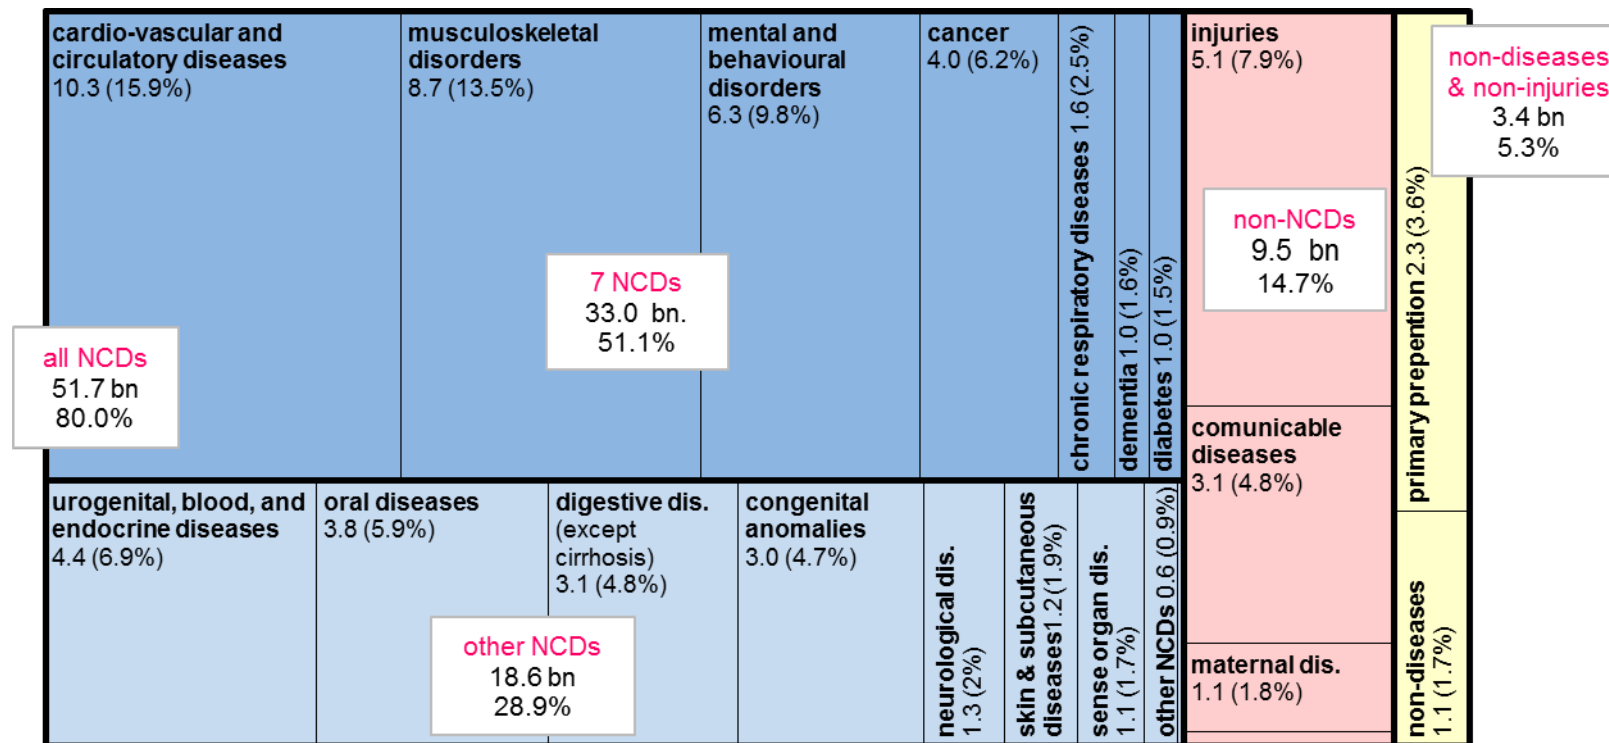 cardio-vascular and
circulatory diseases
10.3 (15.9%)
musculoskeletal
disorders
8.7 (13.5%)
mental and
behavioural
disorders
6.3 (9.8%)
cancer
4.0 (6.2%)
chronic respiratory diseases 1.6 (2.5%)
dementia 1.0 (1.6%)
diabetes 1.0 (1.5%)
injuries
5.1 (7.9%)
non-diseases
& non-injuries
3.4 bn
5.3%
non-NCDs
9.5 bn
14.7%
primary prepention 2.3 (3.6%)
7 NCDs
33.0 bn.
51.1%
all NCDs
51.7 bn
80.0%
comunicable
diseases
3.1 (4.8%)
urogenital, blood, and
endocrine diseases
4.4 (6.9%)
oral diseases
3.8 (5.9%)
digestive dis.
(except
cirrhosis)
3.1 (4.8%)
congenital
anomalies
3.0 (4.7%)
neurological dis.
1.3 (2%)
skin & subcutaneous
diseases1.2 (1.9%)
sense organ dis.
1.1 (1.7%)
other NCDs 0.6 (0.9%)
other NCDs
18.6 bn
28.9%
maternal dis.
1.1 (1.8%)
non-diseases
1.1 (1.7%)